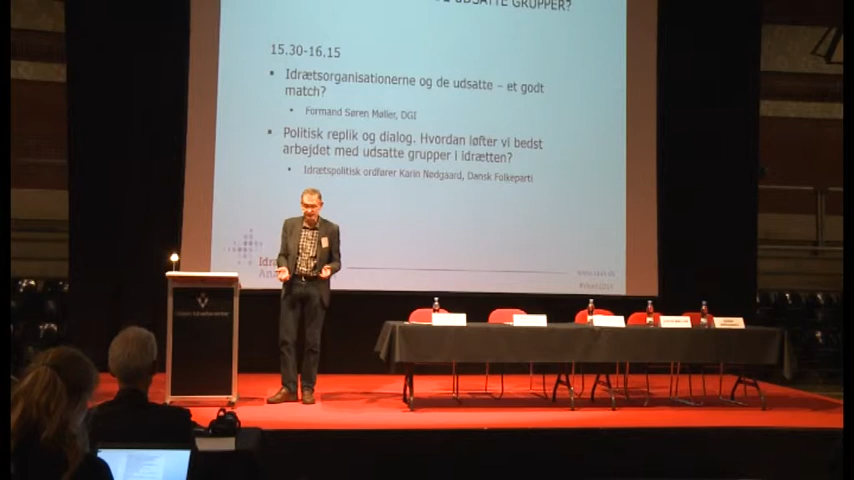 UDSATTE GRUPPER?
15.30-16.15
▪ Idrætsorganisationerne og de udsatte – et godt
match?
▪ Formand Søren Møller, DGI
▪ Politisk replik og dialog. Hvordan løfter vi bedst
arbejdet med udsatte grupper i idrætten?
▪ Idrætspolitisk ordfører Karin Nødgaard, Dansk Folkeparti